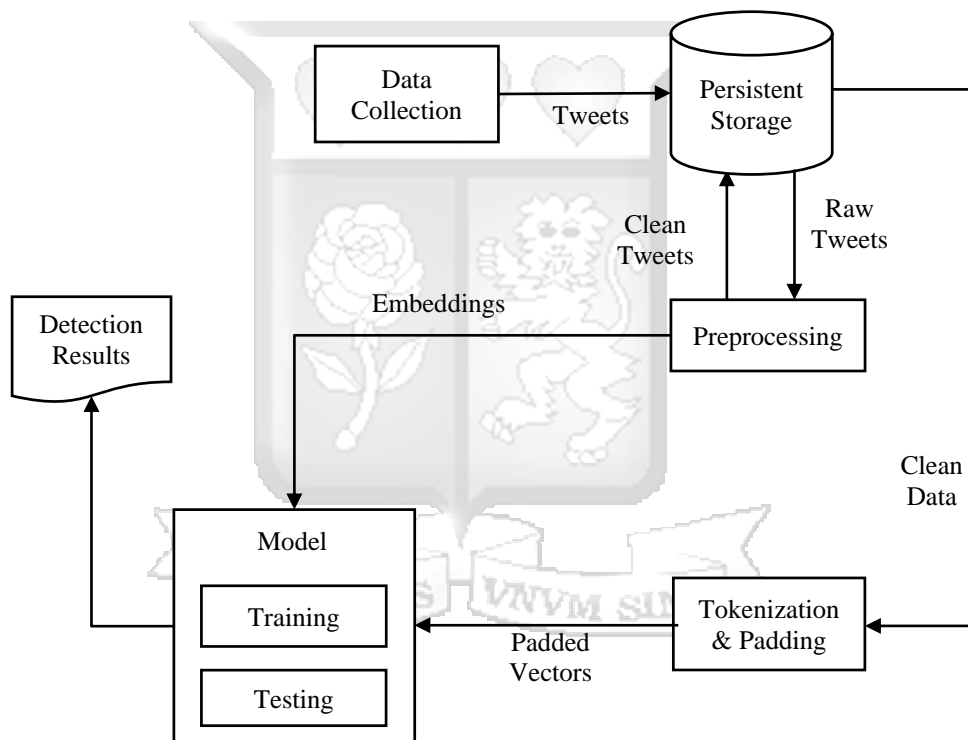 Data
Collection
Tweets
Persistent
Storage
Clean
Tweets
Raw
Tweets
Embeddings
Preprocessing
Detection
Results
Clean
Data
Model
Training
Testing
Padded
Vectors
Tokenization
& Padding
VNVM